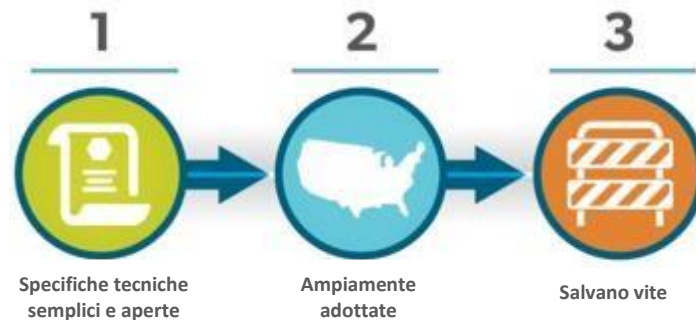 1
2
3
Specifiche tecniche
semplici e aperte
Ampiamente
adottate
Salvano vite